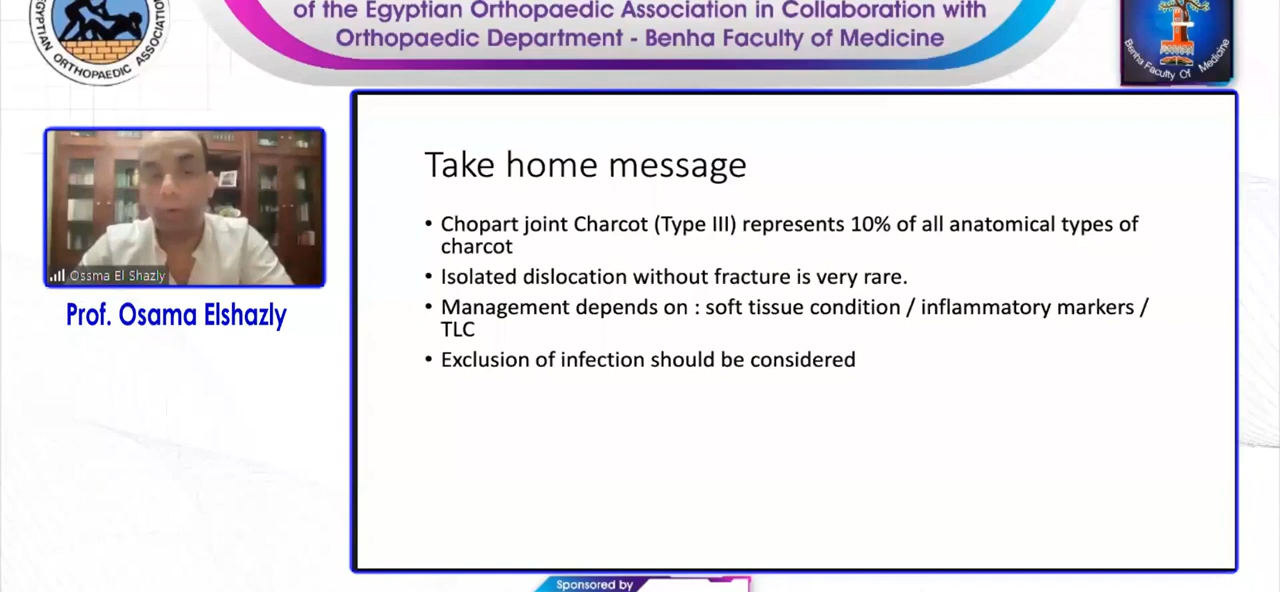 of the Egyptian Orthopaedic Association in Collaboration with
Orthopaedic Department - Benha Faculty of Medicine
EGYPTIAN ORTHOPAEDIC ASSOCIATION
Benha Faculty Of Medicine
Take home message
• Chopart joint Charcot (Type III) represents 10% of all anatomical types of
charcot
• Isolated dislocation without fracture is very rare.
• Management depends on : soft tissue condition / inflammatory markers /
TLC
• Exclusion of infection should be considered
Ossma El Shazly
Prof. Osama Elshazly
Sponsored by